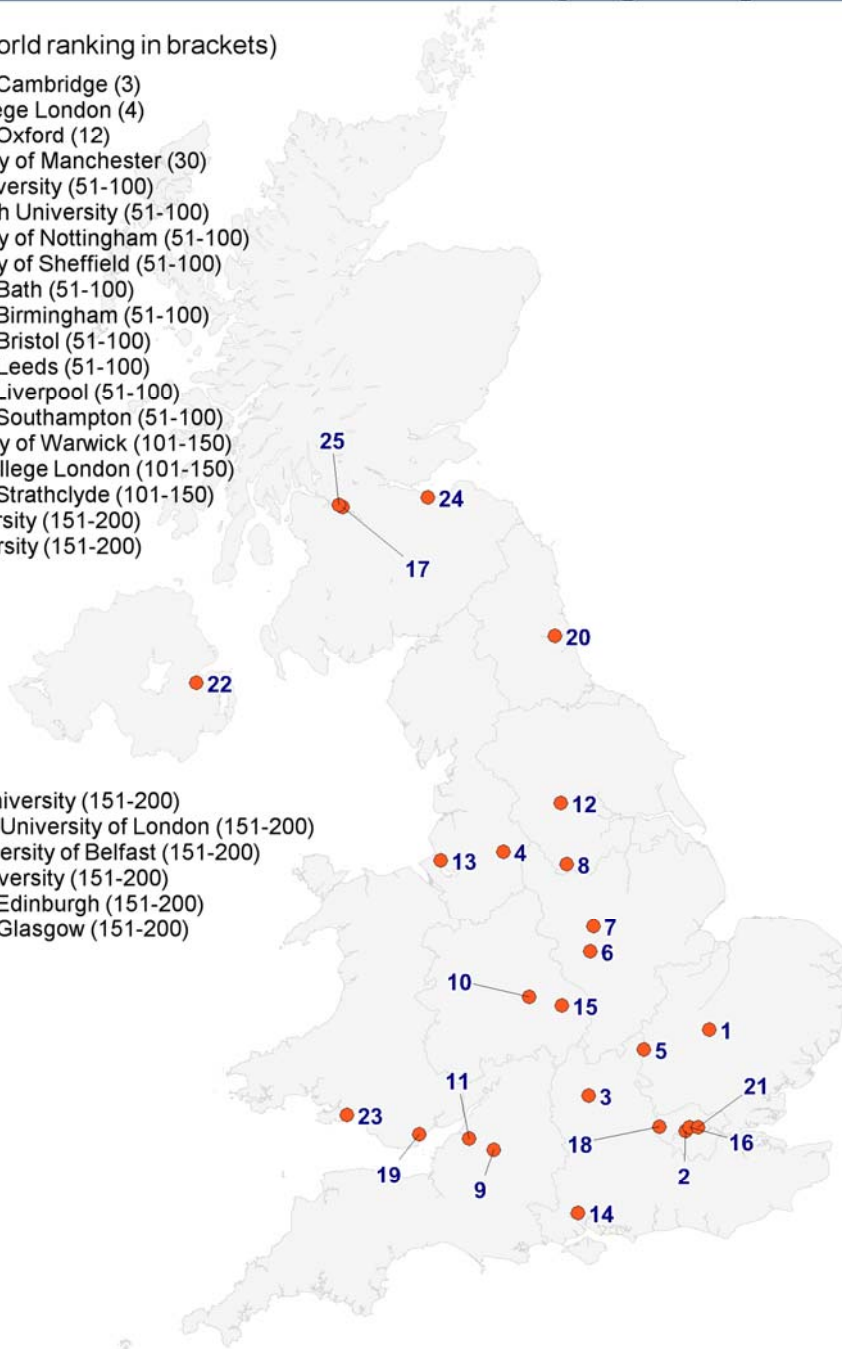 orld ranking in brackets)
Cambridge (3)
ege London (4)
Oxford (12)
y of Manchester (30)
versity (51-100)
h University (51-100)
y of Nottingham (51-100)
y of Sheffield (51-100)
Bath (51-100)
Birmingham (51-100)
Bristol (51-100)
Leeds (51-100)
Liverpool (51-100)
Southampton (51-100)
y of Warwick (101-150)
llege London (101-150)
Strathclyde (101-150)
rsity (151-200)
rsity (151-200)
25
24
17
20
22
niversity (151-200)
University of London (151-200)
ersity of Belfast (151-200)
versity (151-200)
Edinburgh (151-200)
Glasgow (151-200)
12
4
13
8
7
6
10
15
1
5
11
21
3
23
18
16
19
2
9
14